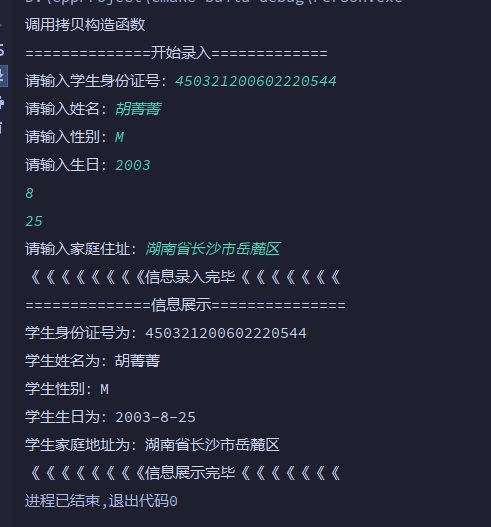 D:\CppProject\cmake-build-debug\Person.exe
调用拷贝构造函数
==============开始录入=============
请输入学生身份证号: 450321200602220544
请输入姓名: 胡菁菁
请输入性别: M
请输入生日: 2003
8
25
请输入家庭住址: 湖南省长沙市岳麓区
《《《《《《《《信息录入完毕《《《《《《《
==============信息展示===============
学生身份证号为: 450321200602220544
学生姓名为: 胡菁菁
学生性别: M
学生生日为: 2003-8-25
学生家庭地址为: 湖南省长沙市岳麓区
《《《《《《《《信息展示完毕《《《《《《《
进程已结束,退出代码0